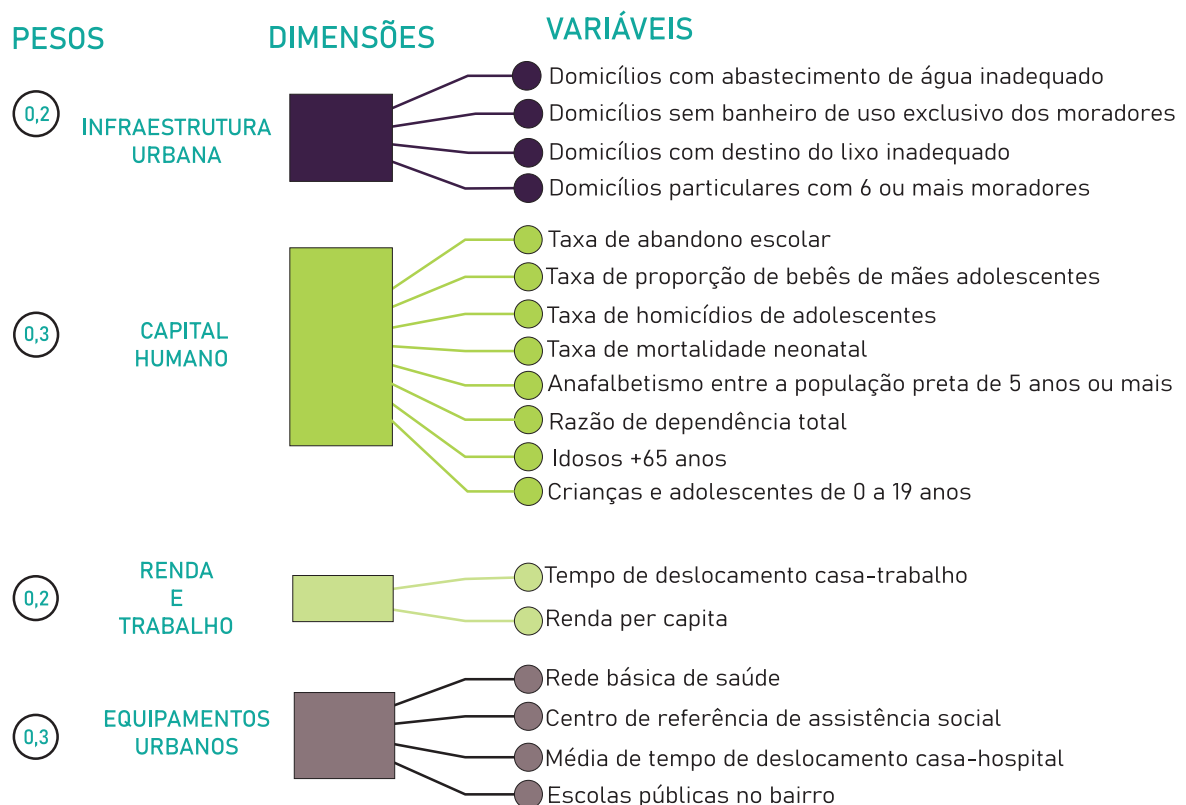 PESOS
DIMENSÕES
VARIÁVEIS
0,2
INFRAESTRUTURA
URBANA
Domicílios com abastecimento de água inadequado
Domicílios sem banheiro de uso exclusivo dos moradores
Domicílios com destino do lixo inadequado
Domicílios particulares com 6 ou mais moradores
0,3
CAPITAL
HUMANO
Taxa de abandono escolar
Taxa de proporção de bebês de mães adolescentes
Taxa de homicídios de adolescentes
Taxa de mortalidade neonatal
Anafalbetismo entre a população preta de 5 anos ou mais
Razão de dependência total
Idosos +65 anos
Crianças e adolescentes de 0 a 19 anos
0,2
RENDA
E
TRABALHO
Tempo de deslocamento casa-trabalho
Renda per capita
0,3
EQUIPAMENTOS
URBANOS
Rede básica de saúde
Centro de referência de assistência social
Média de tempo de deslocamento casa-hospital
Escolas públicas no bairro